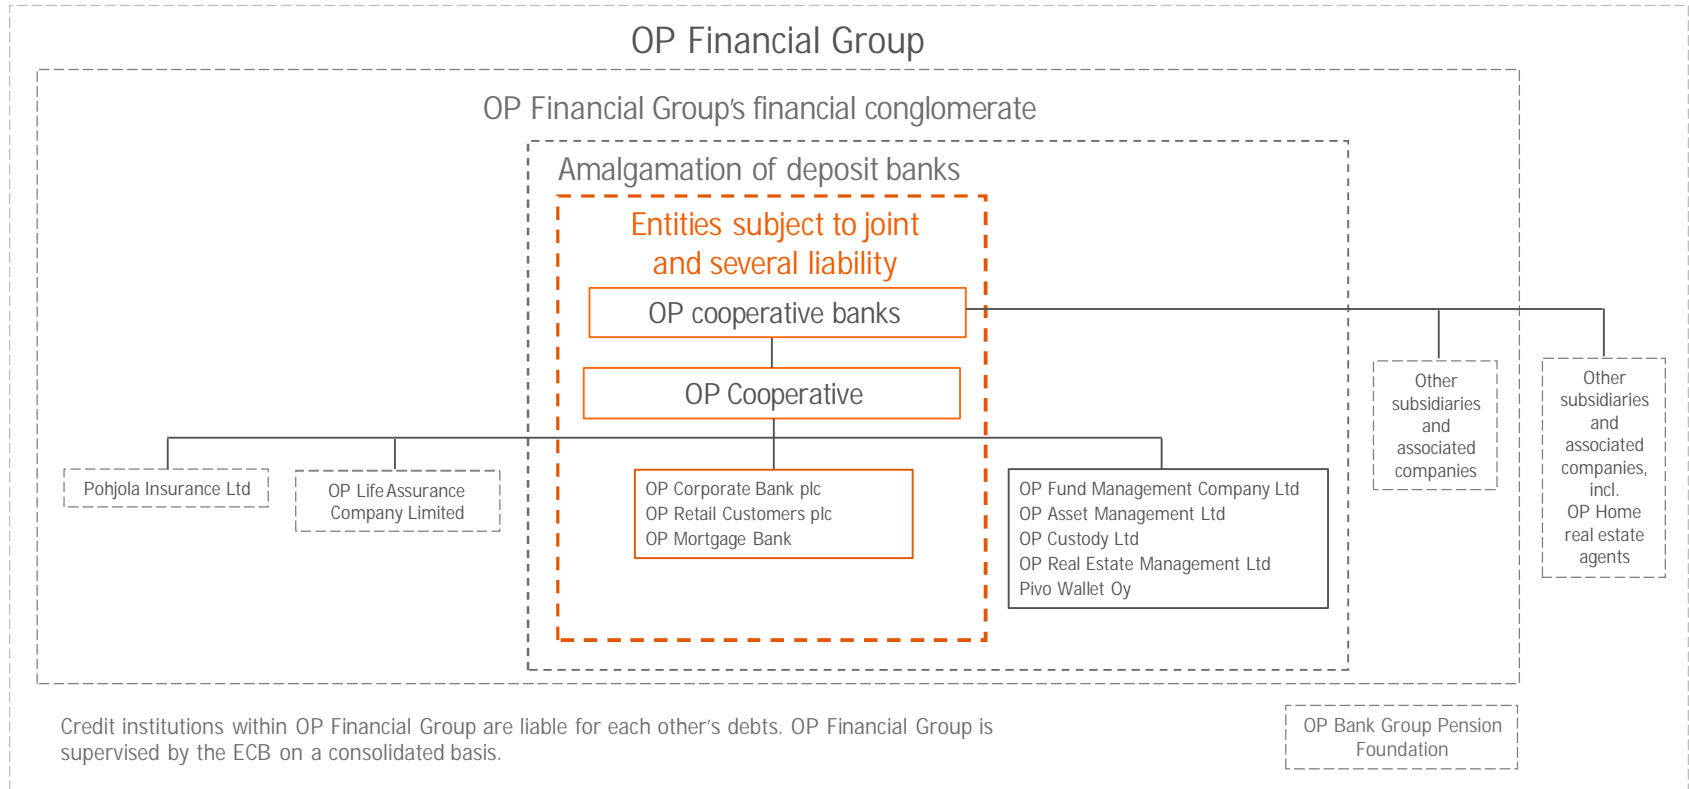 OP Financial Group
OP Financial Group's financial conglomerate
Amalgamation of deposit banks
Entities subject to joint
and several liability
OP cooperative banks
OP Cooperative
Pohjola Insurance Ltd
OP Life Assurance
Company Limited
OP Corporate Bank plc
OP Retail Customers plc
OP Mortgage Bank
OP Fund Management Company Ltd
OP Asset Management Ltd
OP Custody Ltd
OP Real Estate Management Ltd
Pivo Wallet Oy
Other
subsidiaries
and
associated
companies
Other
subsidiaries
and
associated
companies,
incl.
OP Home
real estate
agents
Credit institutions within OP Financial Group are liable for each other's debts. OP Financial Group is
supervised by the ECB on a consolidated basis.
OP Bank Group Pension
Foundation